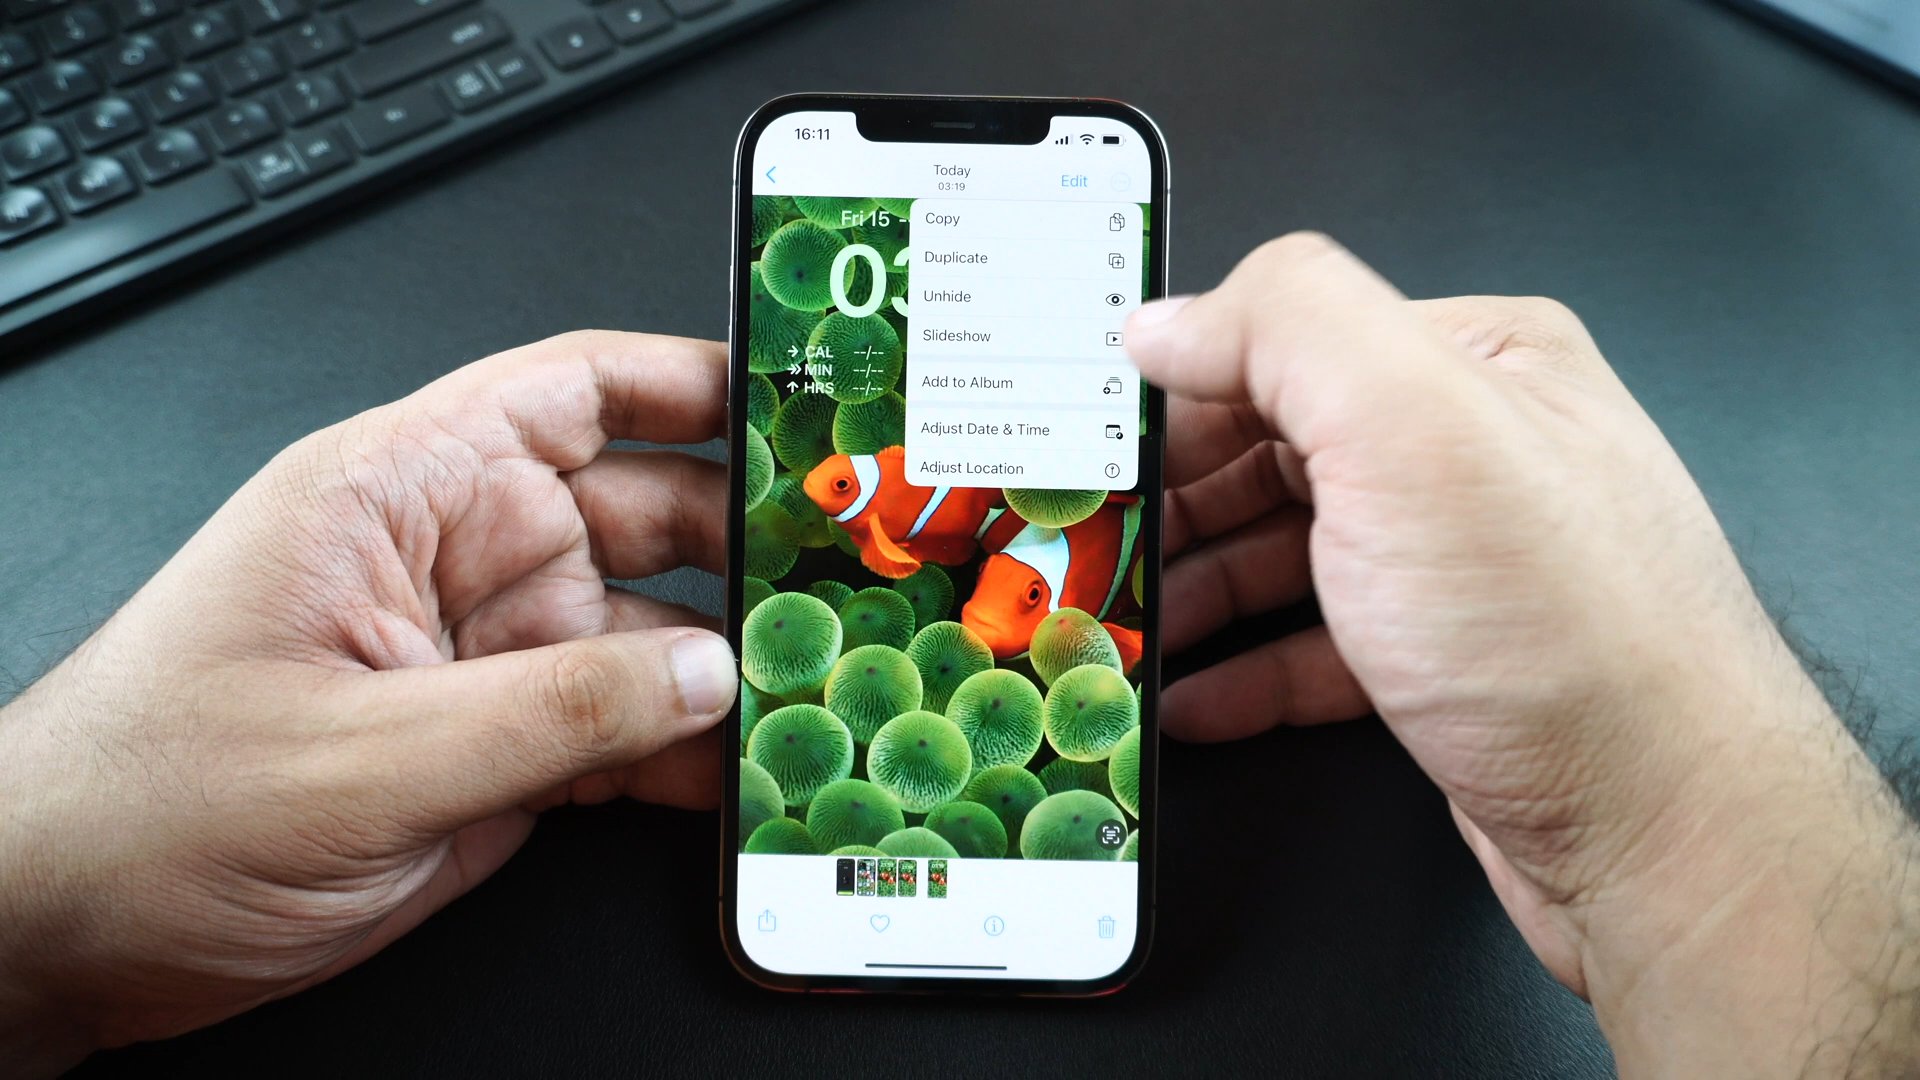 16:11
Today
03:19
Edit
Fri 15
03
CAL --/--
MIN --/--
HRS --/--
Copy
Duplicate
Unhide
Slideshow
Add to Album
Adjust Date & Time
Adjust Location